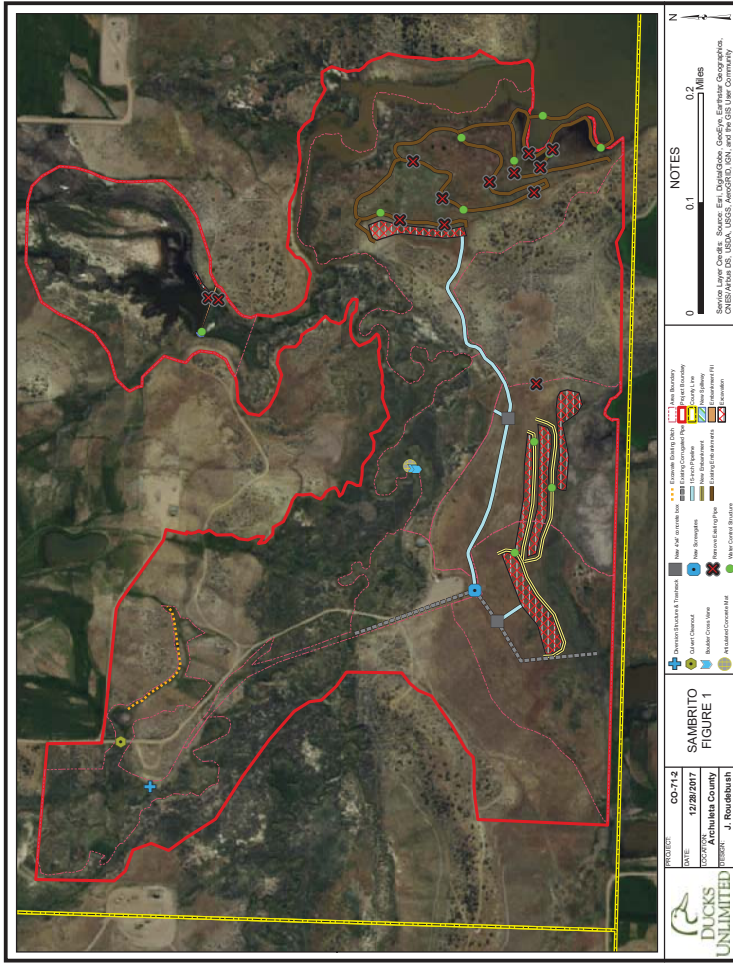 DUCKS
UNLIMITED
PROJECT: CO-71-2
DATE: 12/28/2017
LOCATION: Archuleta County
DESIGN: J. Roudebush
SAMBRITO
FIGURE 1
Diversion Structure & Trashrack
Culvert Cleanout
Boulder Cross Vane
Articulated Concrete Mat
New 4'x4' concrete box
New Screwgates
Remove Existing Pipe
Water Control Structure
Excavate Existing Ditch
Existing Corrugated Pipe
15-inch Pipeline
New Embankment
Existing Embankments
Area Boundary
Project Boundary
County Line
New Spillway
Embankment Fill
Excavation
NOTES
0 0.1 0.2
Miles
N
Service Layer Credits: Source: Esri, DigitalGlobe, GeoEye, Earthstar Geographics,
CNES/Airbus DS, USDA, USGS, AeroGRID, IGN, and the GIS User Community